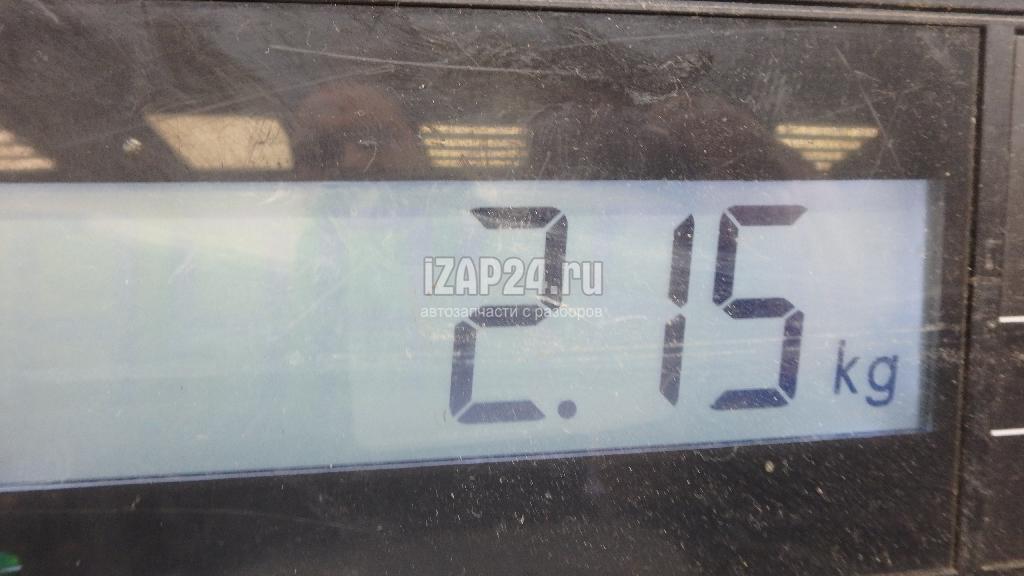 2.15 kg
iZAP24.ru
автозапчасти с разборов